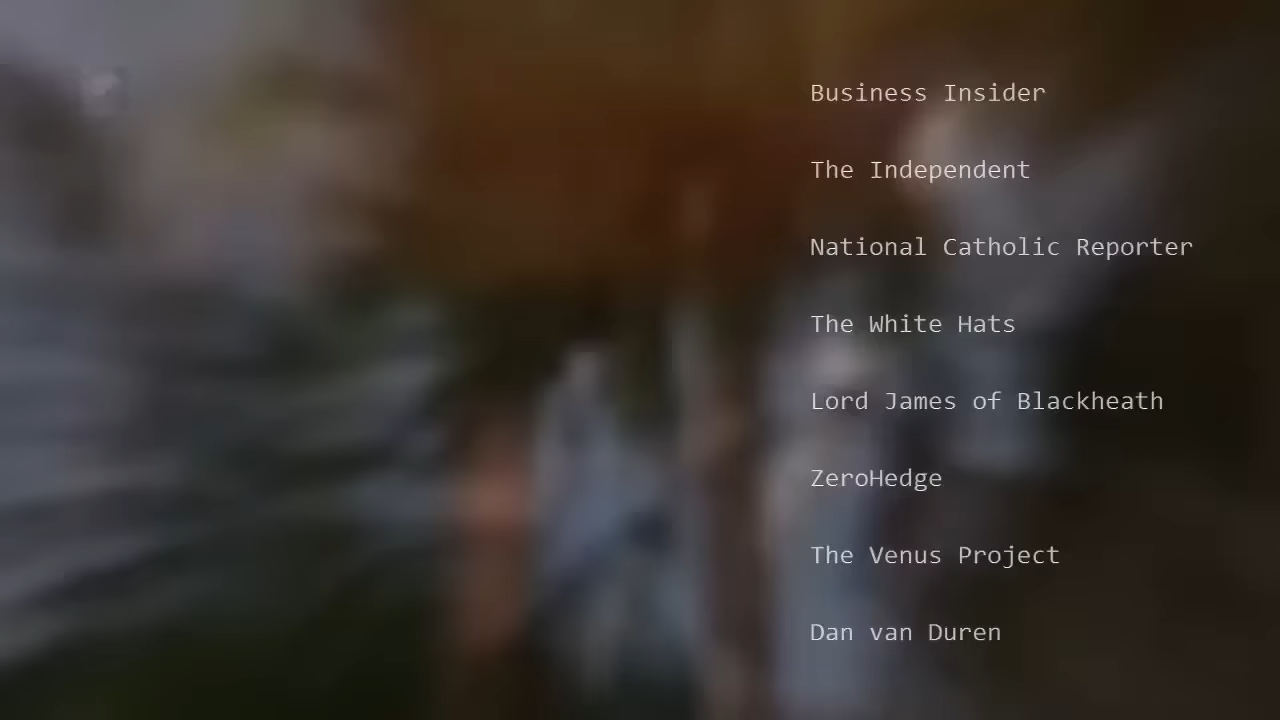 Business Insider
The Independent
National Catholic Reporter
The White Hats
Lord James of Blackheath
ZeroHedge
The Venus Project
Dan van Duren